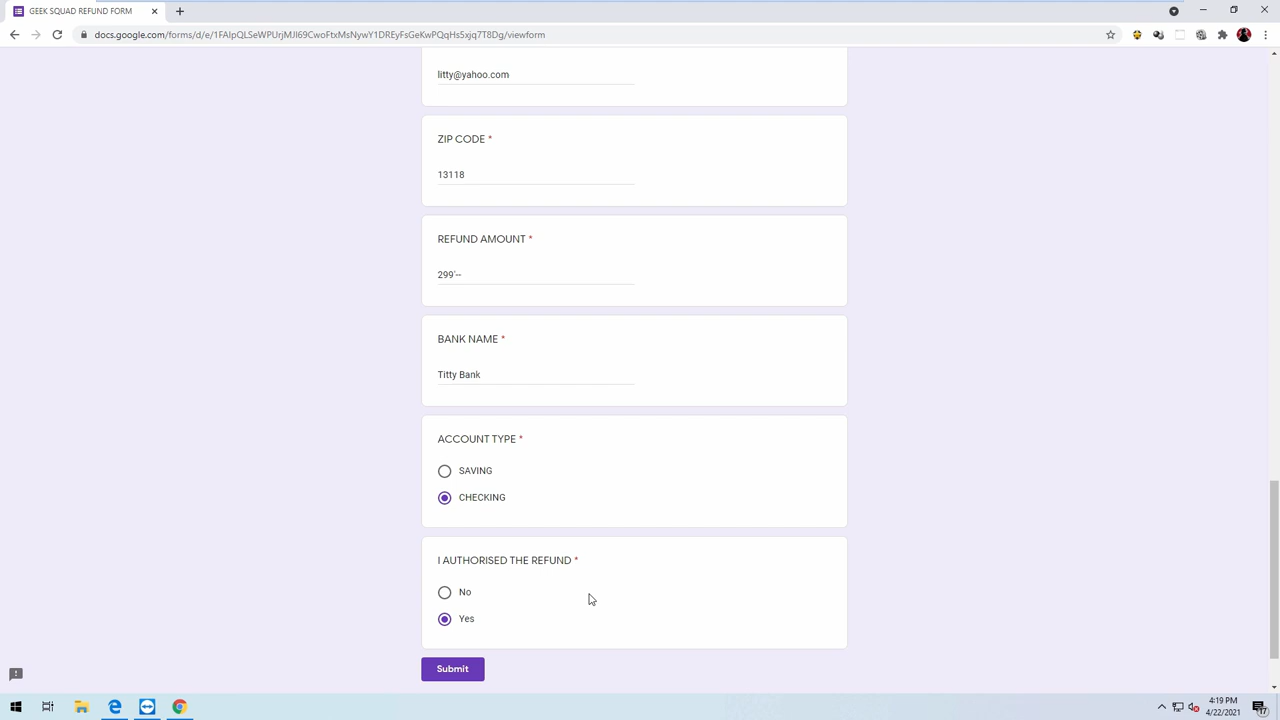 GEEK SQUAD REFUND FORM
docs.google.com/forms/d/e/1FAIpQLSeWPUrjMJl69CwoFtxMsNywY1DREyFsGeKwPQqHs5xjq7T8Dg/viewform
litty@yahoo.com
ZIP CODE *
13118
REFUND AMOUNT *
299'--
BANK NAME *
Titty Bank
ACCOUNT TYPE *
SAVING
CHECKING
I AUTHORISED THE REFUND *
No
Yes
Submit
4:19 PM
4/22/2021
17